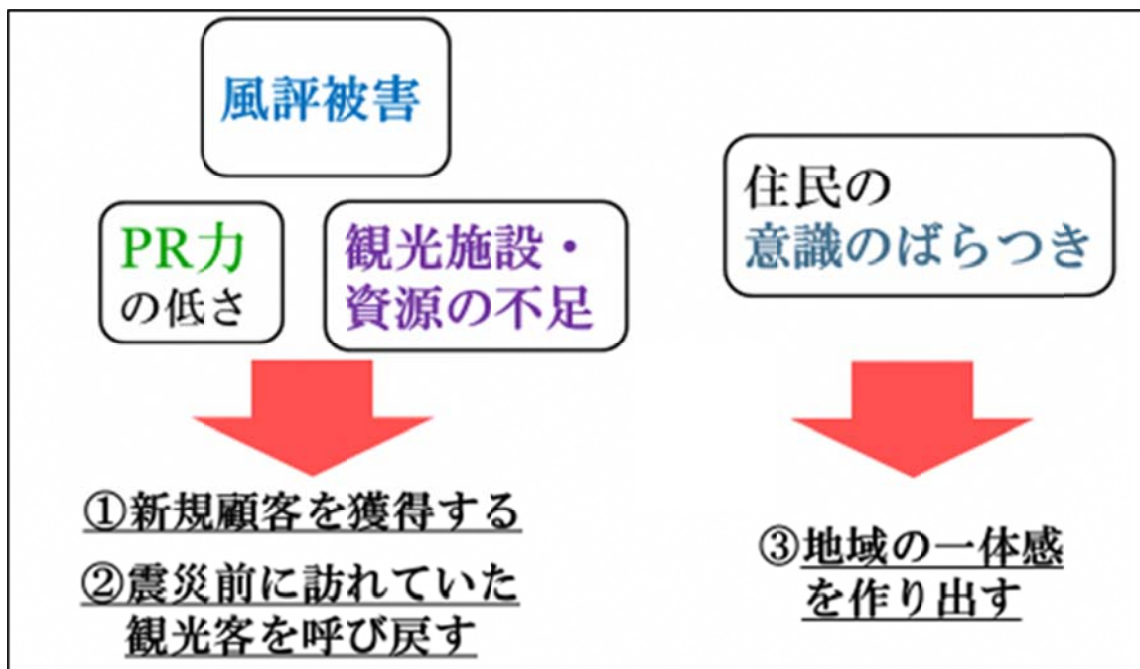 風評被害
PR力
の低さ
観光施設・
資源の不足
住民の
意識のばらつき
①新規顧客を獲得する
②震災前に訪れていた
観光客を呼び戻す
③地域の一体感
を作り出す